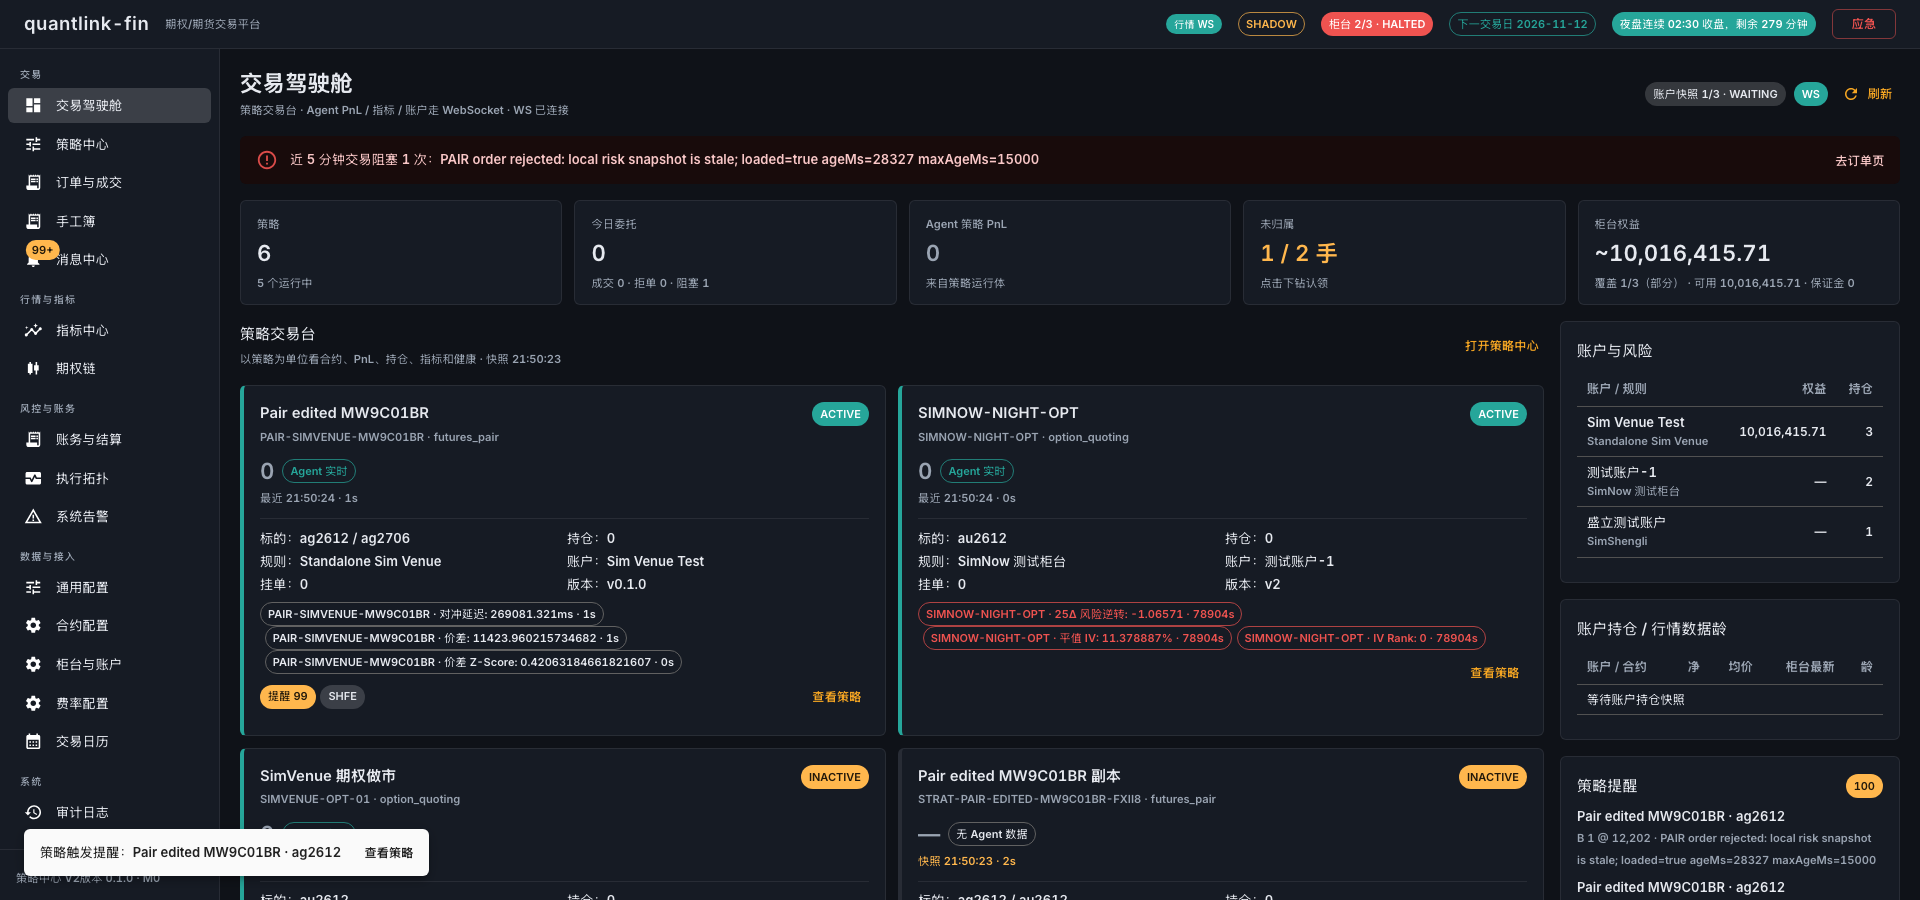 quantlink-fin 期权/期货交易平台
行情 WS SHADOW 柜台 2/3 · HALTED 下一交易日 2026-11-12 夜盘连续 02:30 收盘，剩余 279 分钟 应急
交易
交易驾驶舱
策略中心
订单与成交
手工簿
99+
消息中心
行情与指标
指标中心
期权链
风控与账务
账务与结算
执行拓扑
系统告警
数据与接入
通用配置
合约配置
柜台与账户
费率配置
交易日历
系统
审计日志
策略中心 V2版本 0.1.0 · M0
策略触发提醒：Pair edited MW9C01BR · ag2612 查看策略
交易驾驶舱
策略交易台 · Agent PnL / 指标 / 账户走 WebSocket · WS 已连接
账户快照 1/3 · WAITING WS 刷新
近 5 分钟交易阻塞 1 次：PAIR order rejected: local risk snapshot is stale; loaded=true ageMs=28327 maxAgeMs=15000 去订单页
策略
6
5 个运行中
今日委托
0
成交 0 · 拒单 0 · 阻塞 1
Agent 策略 PnL
0
来自策略运行体
未归属
1 / 2 手
点击下钻认领
柜台权益
~10,016,415.71
覆盖 1/3（部分） · 可用 10,016,415.71 · 保证金 0
策略交易台
以策略为单位看合约、PnL、持仓、指标和健康 · 快照 21:50:23
打开策略中心
Pair edited MW9C01BR ACTIVE
PAIR-SIMVENUE-MW9C01BR · futures_pair
0 Agent 实时
最近 21:50:24 · 1s
标的：ag2612 / ag2706 持仓：0
规则：Standalone Sim Venue 账户：Sim Venue Test
挂单：0 版本：v0.1.0
PAIR-SIMVENUE-MW9C01BR · 对冲延迟: 269081.321ms · 1s
PAIR-SIMVENUE-MW9C01BR · 价差: 11423.960215734682 · 1s
PAIR-SIMVENUE-MW9C01BR · 价差 Z-Score: 0.42063184661821607 · 0s
提醒 99 SHFE 查看策略
SIMNOW-NIGHT-OPT ACTIVE
SIMNOW-NIGHT-OPT · option_quoting
0 Agent 实时
最近 21:50:24 · 0s
标的：au2612 持仓：0
规则：SimNow 测试柜台 账户：测试账户-1
挂单：0 版本：v2
SIMNOW-NIGHT-OPT · 25Δ 风险逆转: -1.06571 · 78904s
SIMNOW-NIGHT-OPT · 平值 IV: 11.378887% · 78904s SIMNOW-NIGHT-OPT · IV Rank: 0 · 78904s
查看策略
SimVenue 期权做市 INACTIVE
SIMVENUE-OPT-01 · option_quoting
标的：au2612 持仓：0
Pair edited MW9C01BR 副本 INACTIVE
STRAT-PAIR-EDITED-MW9C01BR-FXII8 · futures_pair
— 无 Agent 数据
快照 21:50:23 · 2s
标的：ag2612 / au2612 持仓：0
账户与风险
账户 / 规则 权益 持仓
Sim Venue Test 10,016,415.71 3
Standalone Sim Venue
测试账户-1 — 2
SimNow 测试柜台
盛立测试账户 — 1
SimShengli
账户持仓 / 行情数据龄
账户 / 合约 净 均价 柜台最新 龄
等待账户持仓快照
策略提醒 100
Pair edited MW9C01BR · ag2612
B 1 @ 12,202 · PAIR order rejected: local risk snapshot
is stale; loaded=true ageMs=28327 maxAgeMs=15000
Pair edited MW9C01BR · ag2612